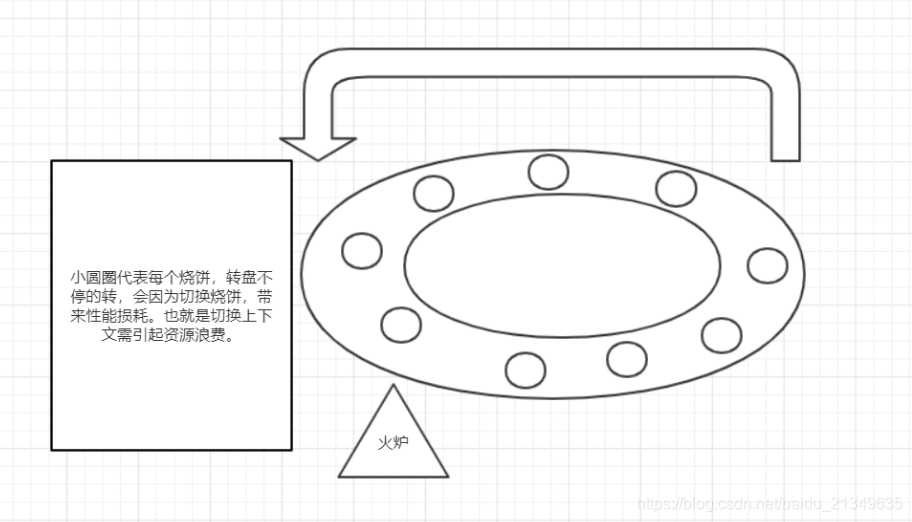 小圆圈代表每个烧饼，转盘不
停的转，会因为切换烧饼，带
来性能损耗。也就是切换上下
文需引起资源浪费。
火炉
https://blog.csdn.net/baidu_21349635